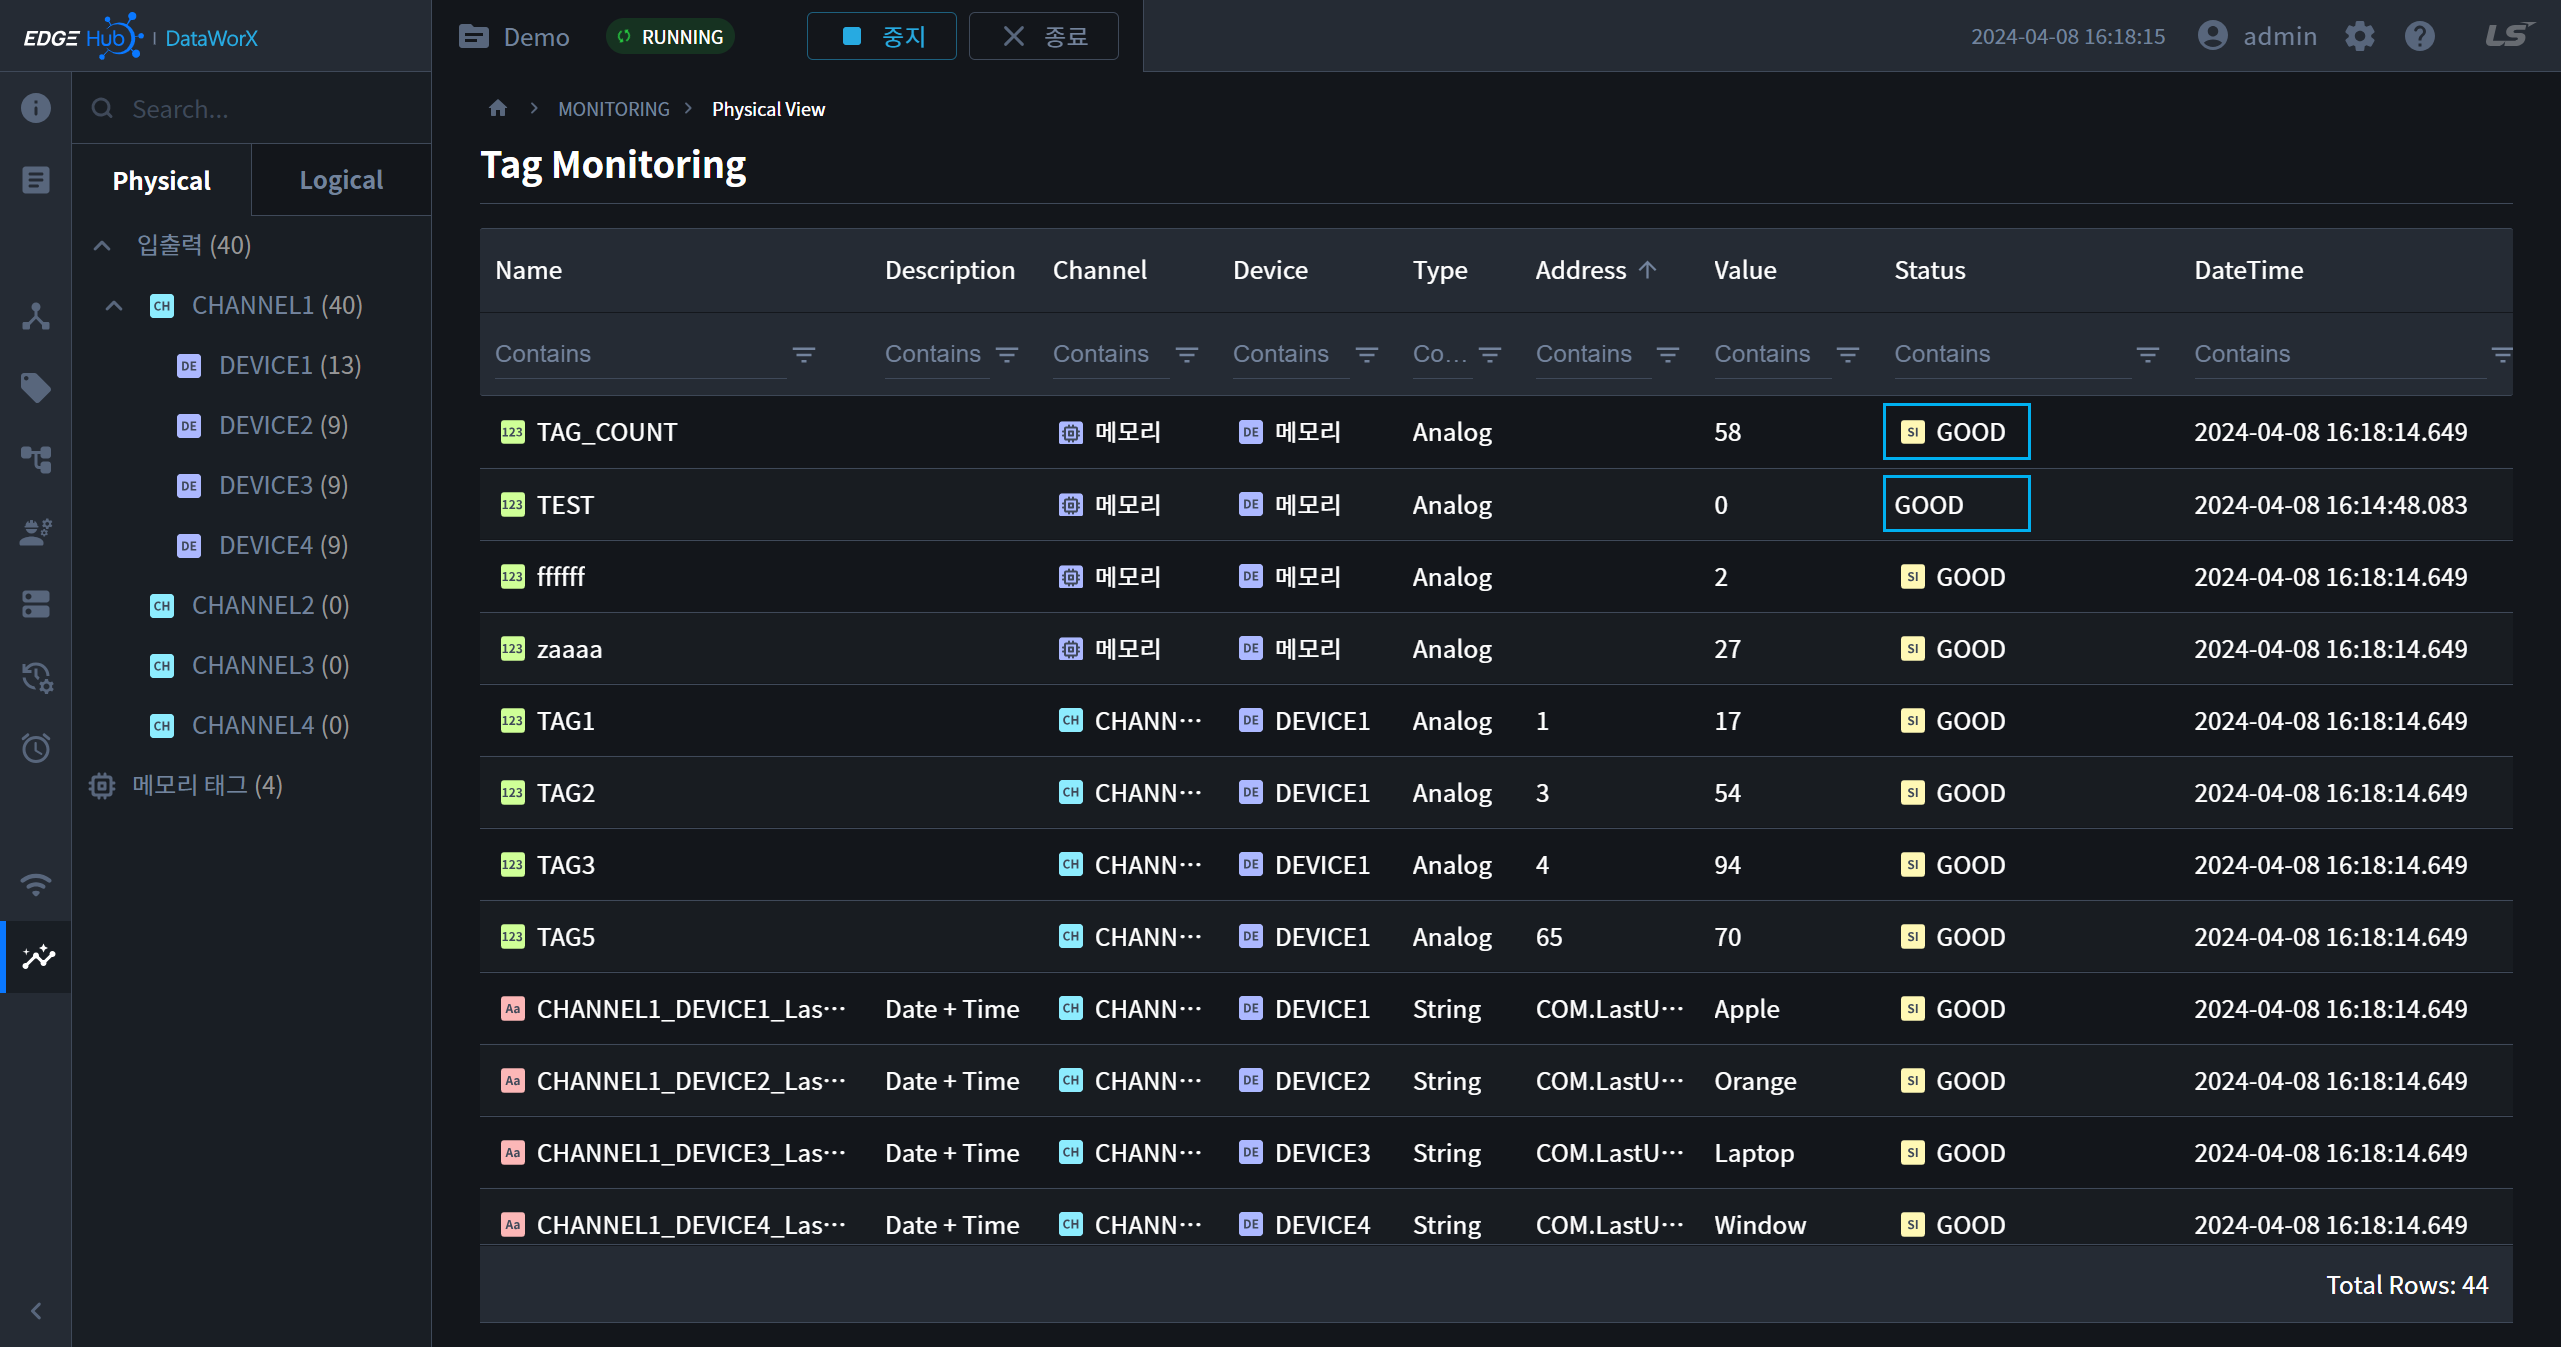 EDGE Hub | DataWorX
Demo
RUNNING
중지
종료
2024-04-08 16:18:15
admin
LS
Search...
Physical
Logical
입출력 (40)
CH CHANNEL1 (40)
DE DEVICE1 (13)
DE DEVICE2 (9)
DE DEVICE3 (9)
DE DEVICE4 (9)
CH CHANNEL2 (0)
CH CHANNEL3 (0)
CH CHANNEL4 (0)
메모리 태그 (4)
MONITORING > Physical View
Tag Monitoring
Name Description Channel Device Type Address Value Status DateTime
Contains Contains Contains Contains Co... Contains Contains Contains Contains
123 TAG_COUNT 메모리 DE 메모리 Analog 58 SI GOOD 2024-04-08 16:18:14.649
123 TEST 메모리 DE 메모리 Analog 0 GOOD 2024-04-08 16:14:48.083
123 ffffff 메모리 DE 메모리 Analog 2 SI GOOD 2024-04-08 16:18:14.649
123 zaaaa 메모리 DE 메모리 Analog 27 SI GOOD 2024-04-08 16:18:14.649
123 TAG1 CH CHANN··· DE DEVICE1 Analog 1 17 SI GOOD 2024-04-08 16:18:14.649
123 TAG2 CH CHANN··· DE DEVICE1 Analog 3 54 SI GOOD 2024-04-08 16:18:14.649
123 TAG3 CH CHANN··· DE DEVICE1 Analog 4 94 SI GOOD 2024-04-08 16:18:14.649
123 TAG5 CH CHANN··· DE DEVICE1 Analog 65 70 SI GOOD 2024-04-08 16:18:14.649
Aa CHANNEL1_DEVICE1_Las··· Date + Time CH CHANN··· DE DEVICE1 String COM.LastU··· Apple SI GOOD 2024-04-08 16:18:14.649
Aa CHANNEL1_DEVICE2_Las··· Date + Time CH CHANN··· DE DEVICE2 String COM.LastU··· Orange SI GOOD 2024-04-08 16:18:14.649
Aa CHANNEL1_DEVICE3_Las··· Date + Time CH CHANN··· DE DEVICE3 String COM.LastU··· Laptop SI GOOD 2024-04-08 16:18:14.649
Aa CHANNEL1_DEVICE4_Las··· Date + Time CH CHANN··· DE DEVICE4 String COM.LastU··· Window SI GOOD 2024-04-08 16:18:14.649
Total Rows: 44